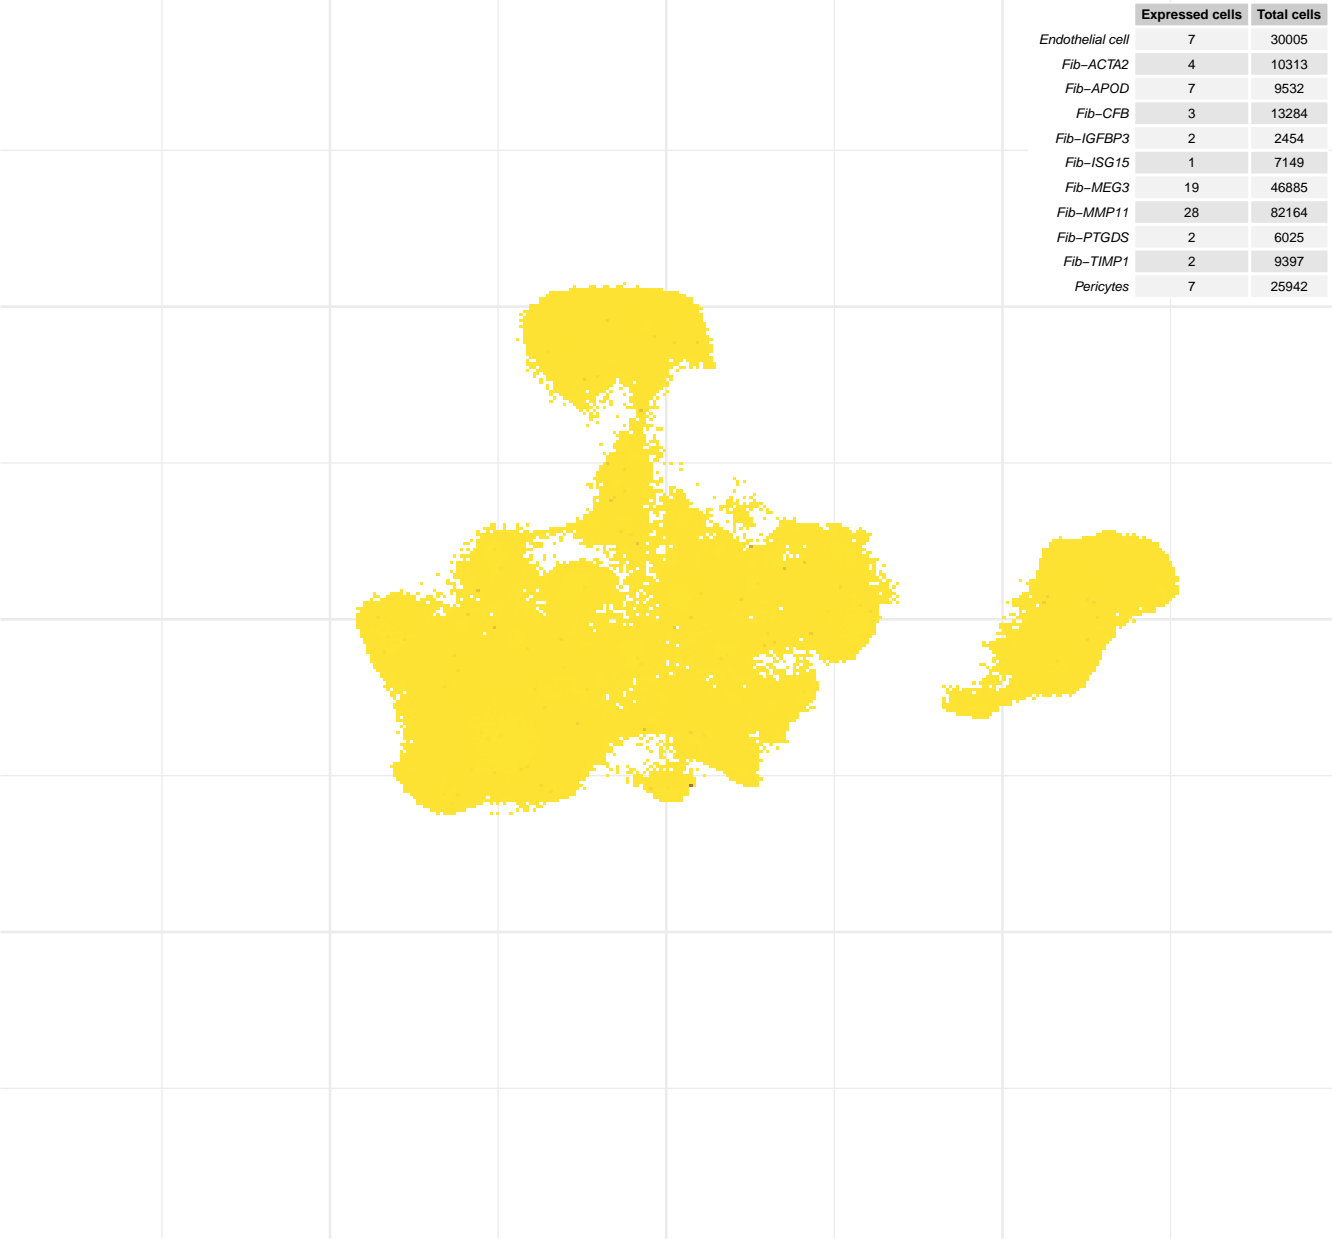 Expressed cells Total cells
Endothelial cell 7 30005
Fib−ACTA2 4 10313
Fib−APOD 7 9532
Fib−CFB 3 13284
Fib−IGFBP3 2 2454
Fib−ISG15 1 7149
Fib−MEG3 19 46885
Fib−MMP11 28 82164
Fib−PTGDS 2 6025
Fib−TIMP1 2 9397
Pericytes 7 25942